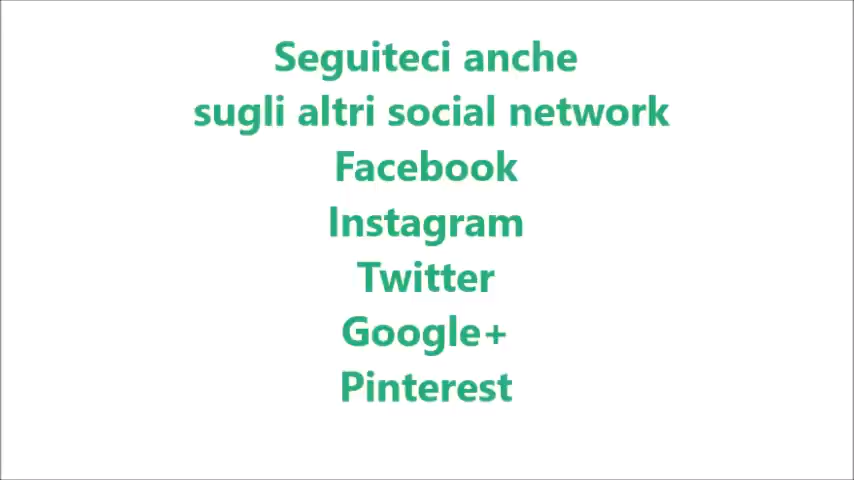 Seguiteci anche
sugli altri social network
Facebook
Instagram
Twitter
Google+
Pinterest